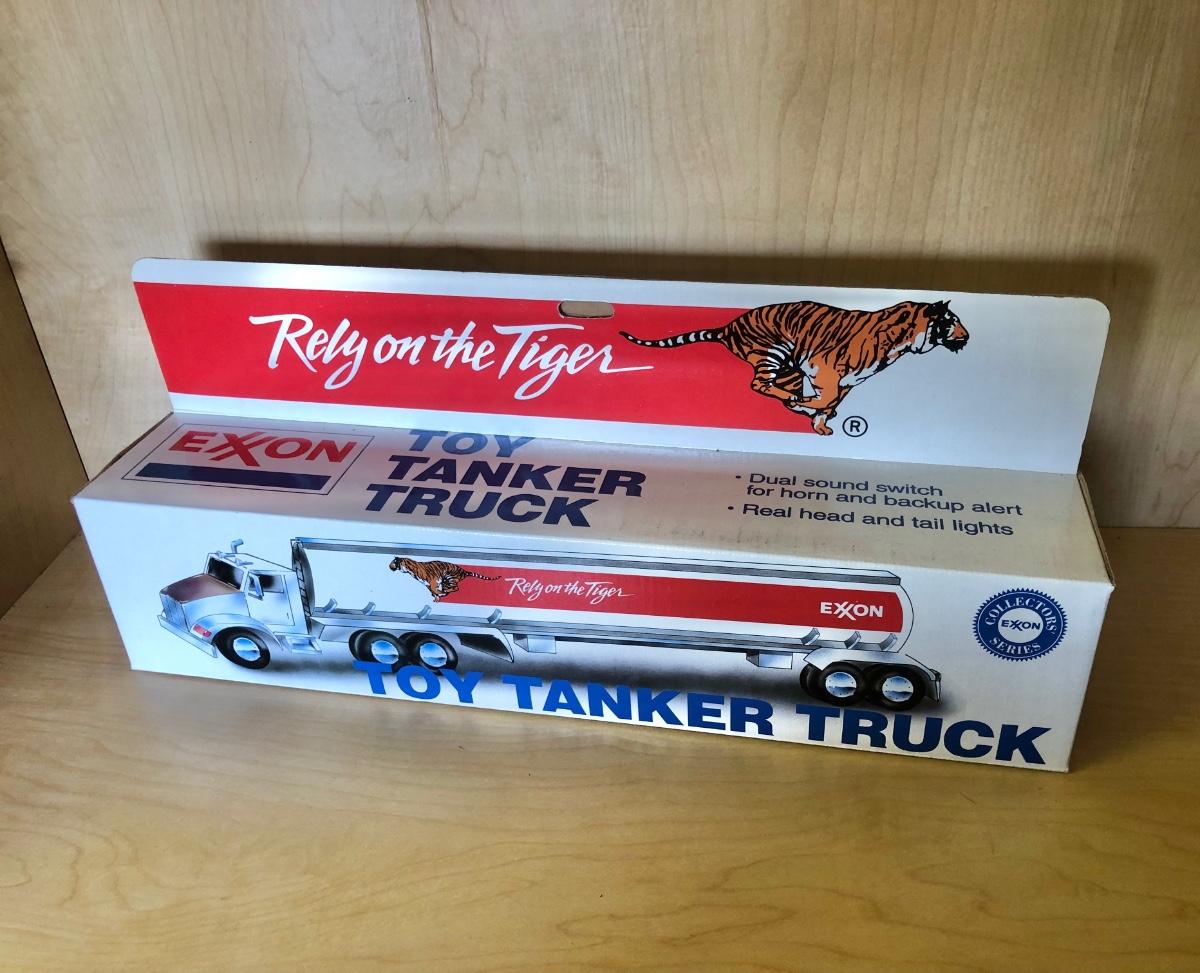 Rely on the Tiger
®
EXXON
TOY
TANKER
TRUCK
• Dual sound switch
for horn and backup alert
• Real head and tail lights
Rely on the Tiger
EXXON
COLLECTORS'
EXXON
SERIES
TOY TANKER TRUCK